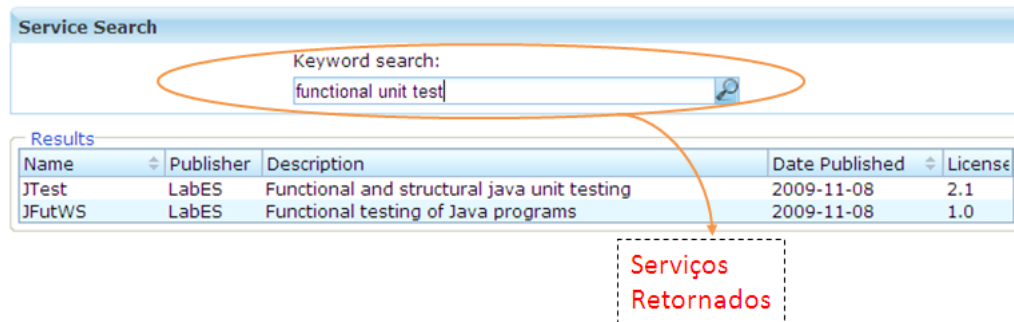 Service Search
Keyword search:
functional unit test
Results
Name Publisher Description Date Published License
JTest LabES Functional and structural java unit testing 2009-11-08 2.1
JFutWS LabES Functional testing of Java programs 2009-11-08 1.0
Serviços
Retornados